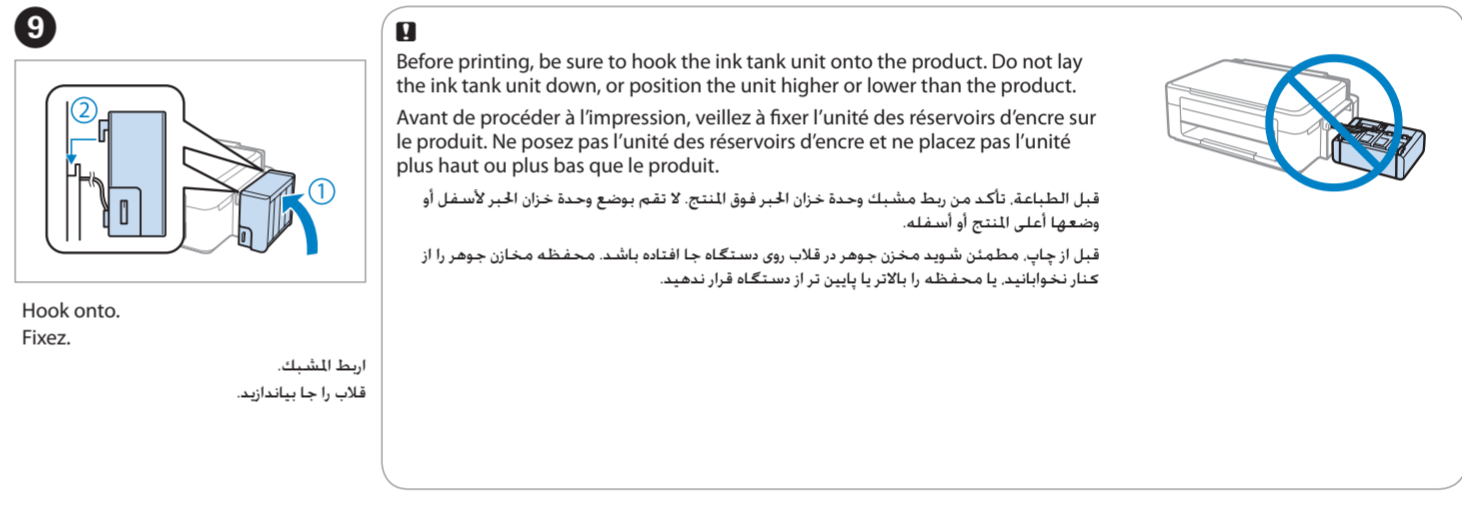 9
2
1
Hook onto.
Fixez.
اربط المشبك.
قلاب را جا بیاندازید.
!
Before printing, be sure to hook the ink tank unit onto the product. Do not lay
the ink tank unit down, or position the unit higher or lower than the product.
Avant de procéder à l’impression, veillez à fixer l’unité des réservoirs d’encre sur
le produit. Ne posez pas l’unité des réservoirs d’encre et ne placez pas l’unité
plus haut ou plus bas que le produit.
قبل الطباعة، تأكد من ربط مشبك وحدة خزان الحبر فوق المنتج. لا تقم بوضع وحدة خزان الحبر لأسفل أو
وضعها أعلى المنتج أو أسفله.
قبل از چاپ، مطمئن شوید مخزن جوهر در قلاب روی دستگاه جا افتاده باشد. محفظه مخازن جوهر را از
کنار نخوابانید، یا محفظه را بالاتر یا پایین تر از دستگاه قرار ندهید.